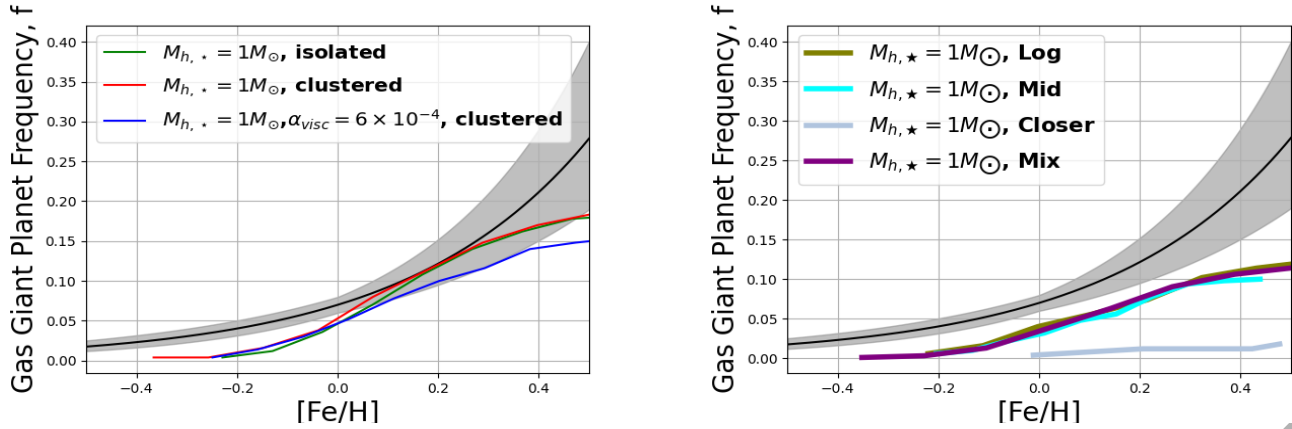 Gas Giant Planet Frequency, f
0.40
0.35
0.30
0.25
0.20
0.15
0.10
0.05
0.00
M_{h,⋆} = 1M_⊙, isolated
M_{h,⋆} = 1M_⊙, clustered
M_{h,⋆} = 1M_⊙,α_{visc} = 6 × 10^{-4}, clustered
−0.4 −0.2 0.0 0.2 0.4
[Fe/H]
Gas Giant Planet Frequency, f
0.40
0.35
0.30
0.25
0.20
0.15
0.10
0.05
0.00
M_{h,★} = 1M_⊙, Log
M_{h,★} = 1M_⊙, Mid
M_{h,★} = 1M_⊙, Closer
M_{h,★} = 1M_⊙, Mix
−0.4 −0.2 0.0 0.2 0.4
[Fe/H]